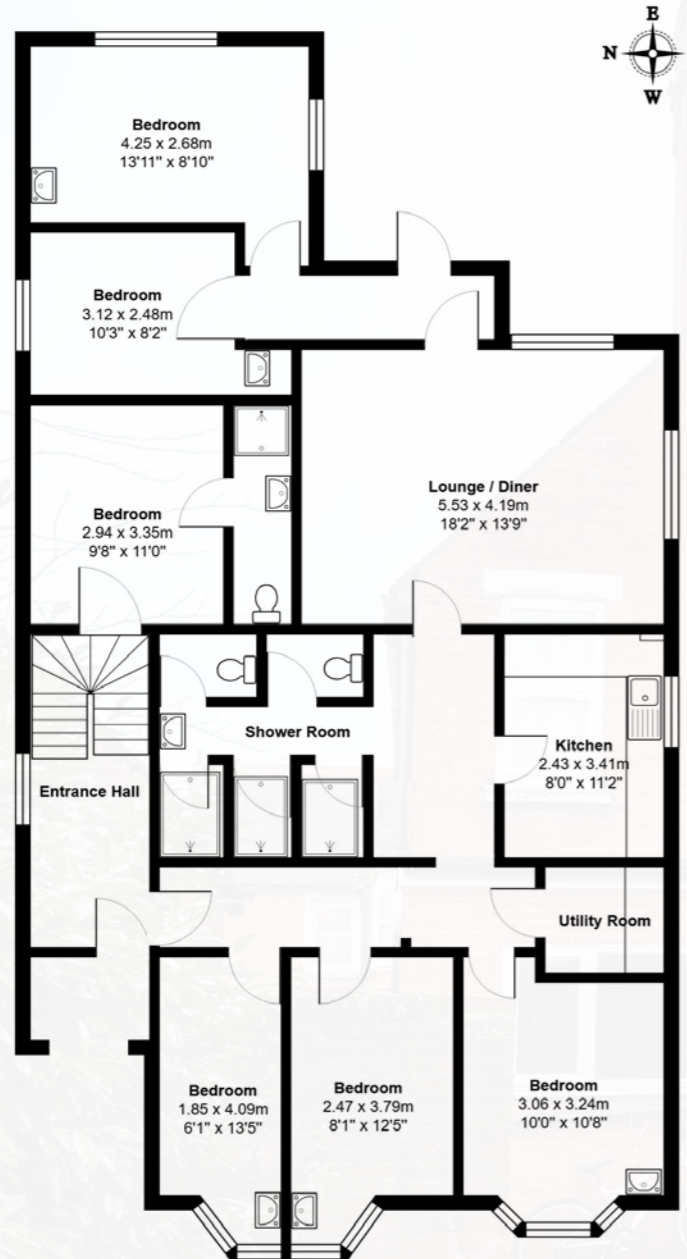 E
N
W
Bedroom
4.25 x 2.68m
13'11" x 8'10"
Bedroom
3.12 x 2.48m
10'3" x 8'2"
Bedroom
2.94 x 3.35m
9'8" x 11'0"
Lounge / Diner
5.53 x 4.19m
18'2" x 13'9"
Shower Room
Kitchen
2.43 x 3.41m
8'0" x 11'2"
Entrance Hall
Utility Room
Bedroom
1.85 x 4.09m
6'1" x 13'5"
Bedroom
2.47 x 3.79m
8'1" x 12'5"
Bedroom
3.06 x 3.24m
10'0" x 10'8"